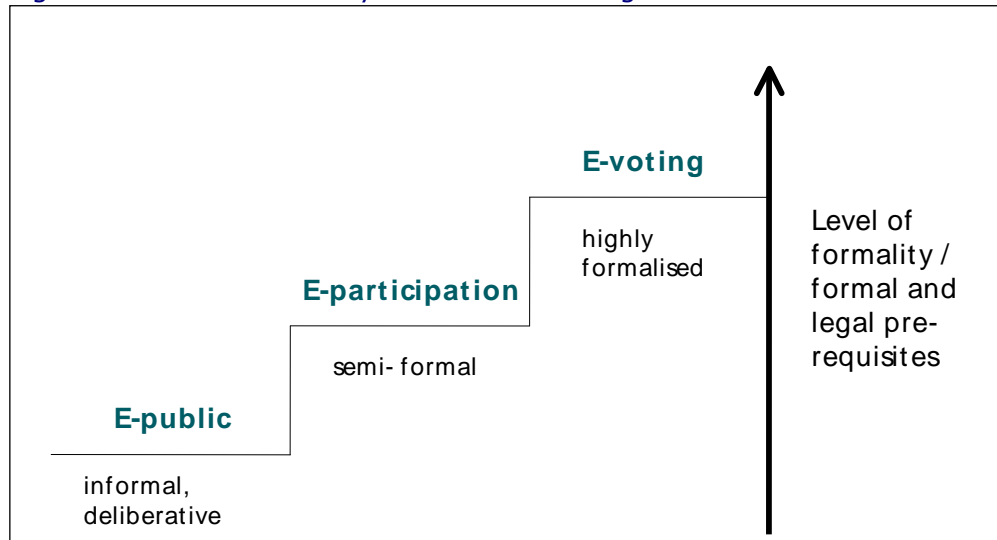 E-voting
highly
formalised
E-participation
semi- formal
E-public
informal,
deliberative
Level of
formality /
formal and
legal pre-
requisites